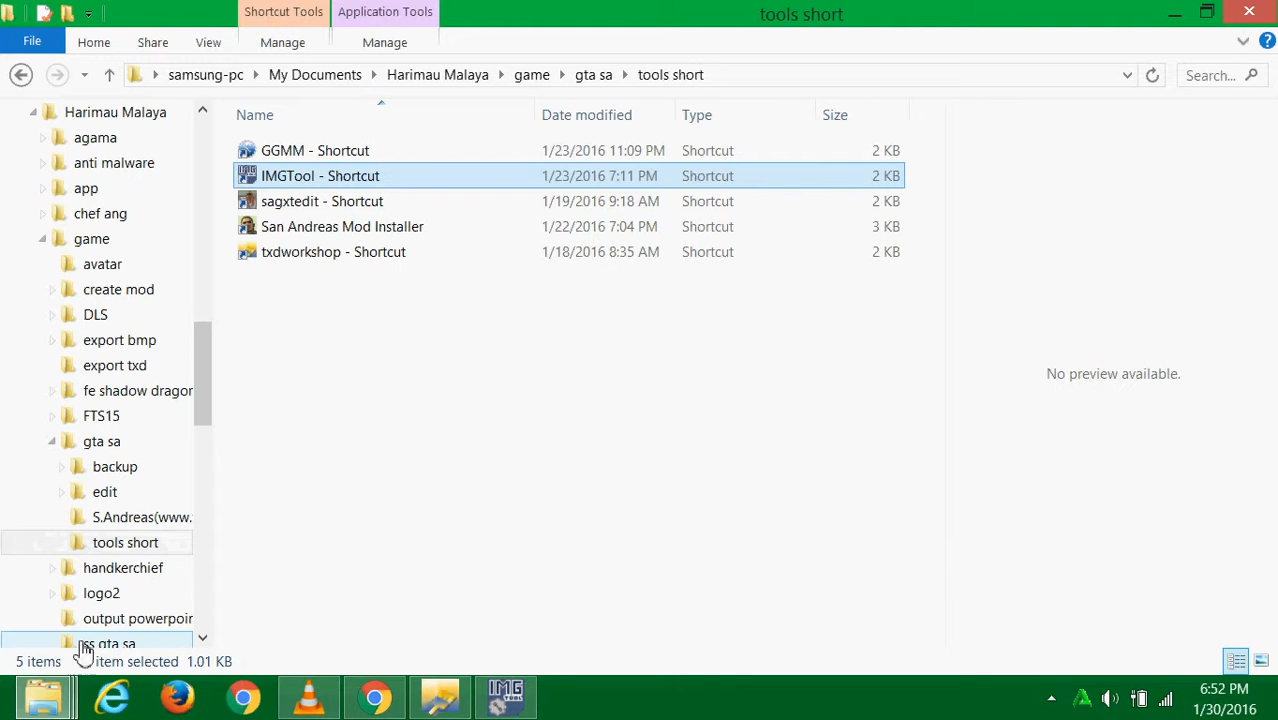 Shortcut Tools
Application Tools
tools short
File
Home
Share
View
Manage
Manage
samsung-pc
My Documents
Harimau Malaya
game
gta sa
tools short
Search...
Harimau Malaya
agama
anti malware
app
chef ang
game
avatar
create mod
DLS
export bmp
export txd
fe shadow dragor
FTS15
gta sa
backup
edit
S.Andreas(www.
tools short
handkerchief
logo2
output powerpoir
ss gta sa
Name Date modified Type Size
GGMM - Shortcut 1/23/2016 11:09 PM Shortcut 2 KB
IMGTool - Shortcut 1/23/2016 7:11 PM Shortcut 2 KB
sagxtedit - Shortcut 1/19/2016 9:18 AM Shortcut 2 KB
San Andreas Mod Installer 1/22/2016 7:04 PM Shortcut 3 KB
txdworkshop - Shortcut 1/18/2016 8:35 AM Shortcut 2 KB
No preview available.
5 items item selected 1.01 KB
IMG
TOOL
6:52 PM
1/30/2016